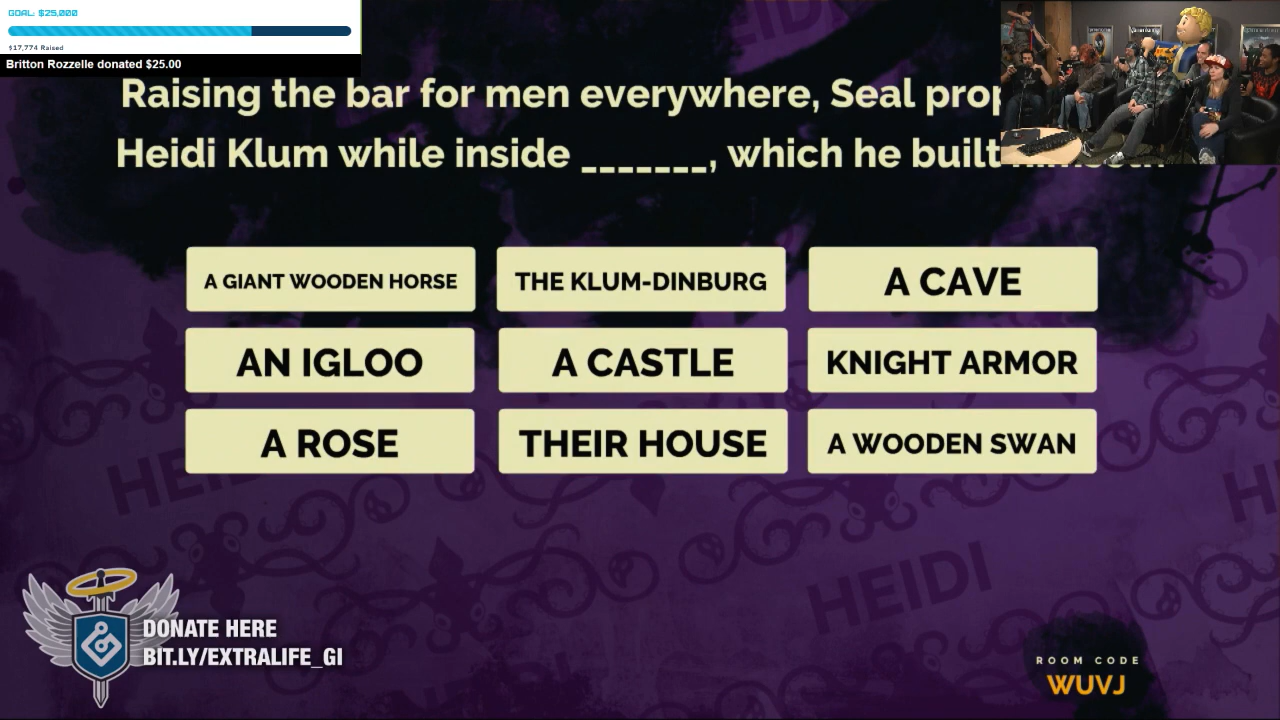 GOAL: $25,000
$17,774 Raised
Britton Rozzelle donated $25.00
Raising the bar for men everywhere, Seal
Heidi Klum while inside _______, which he built
A GIANT WOODEN HORSE
THE KLUM-DINBURG
A CAVE
AN IGLOO
A CASTLE
KNIGHT ARMOR
A ROSE
THEIR HOUSE
A WOODEN SWAN
HEIDI
HEIDI
DONATE HERE
BIT.LY/EXTRALIFE_GI
ROOM CODE
WUVJ